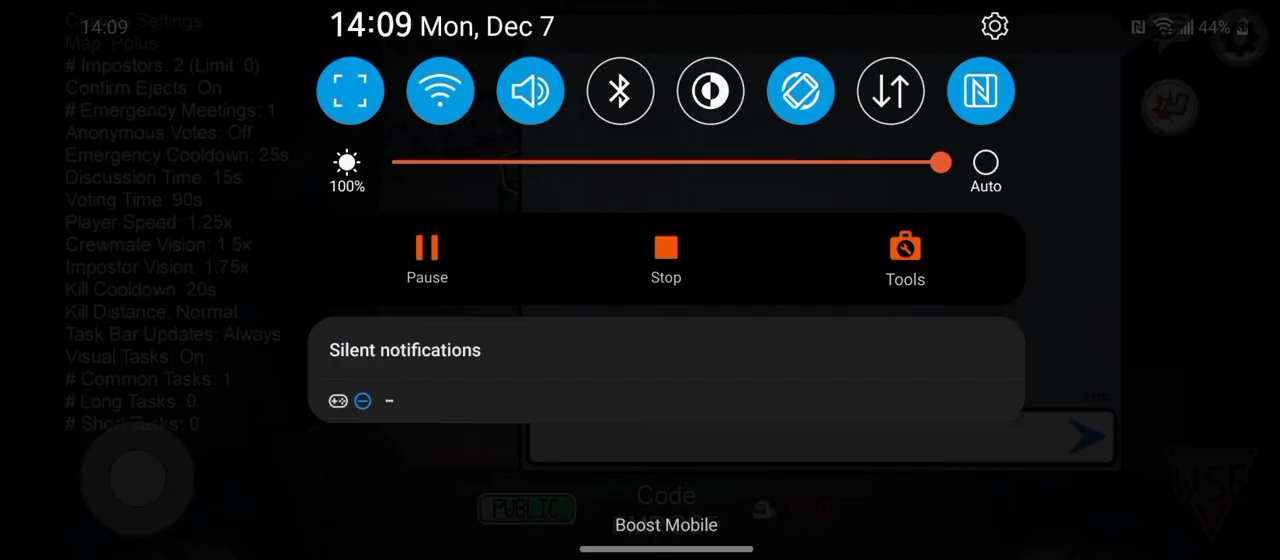 14:09
14:09 Mon, Dec 7
44%
Settings
Map: Polus
# Impostors: 2 (Limit: 0)
Confirm Ejects: On
# Emergency Meetings: 1
Anonymous Votes: Off
Emergency Cooldown: 25s
Discussion Time: 15s
Voting Time: 90s
Player Speed: 1.25x
Crewmate Vision: 1.5x
Impostor Vision: 1.75x
Kill Cooldown: 20s
Kill Distance: Normal
Task Bar Updates: Always
Visual Tasks: On
# Common Tasks: 1
# Long Tasks: 0
# Short Tasks: 0
100%
Auto
Pause
Stop
Tools
Silent notifications
PUBLIC
Code
USE
Boost Mobile